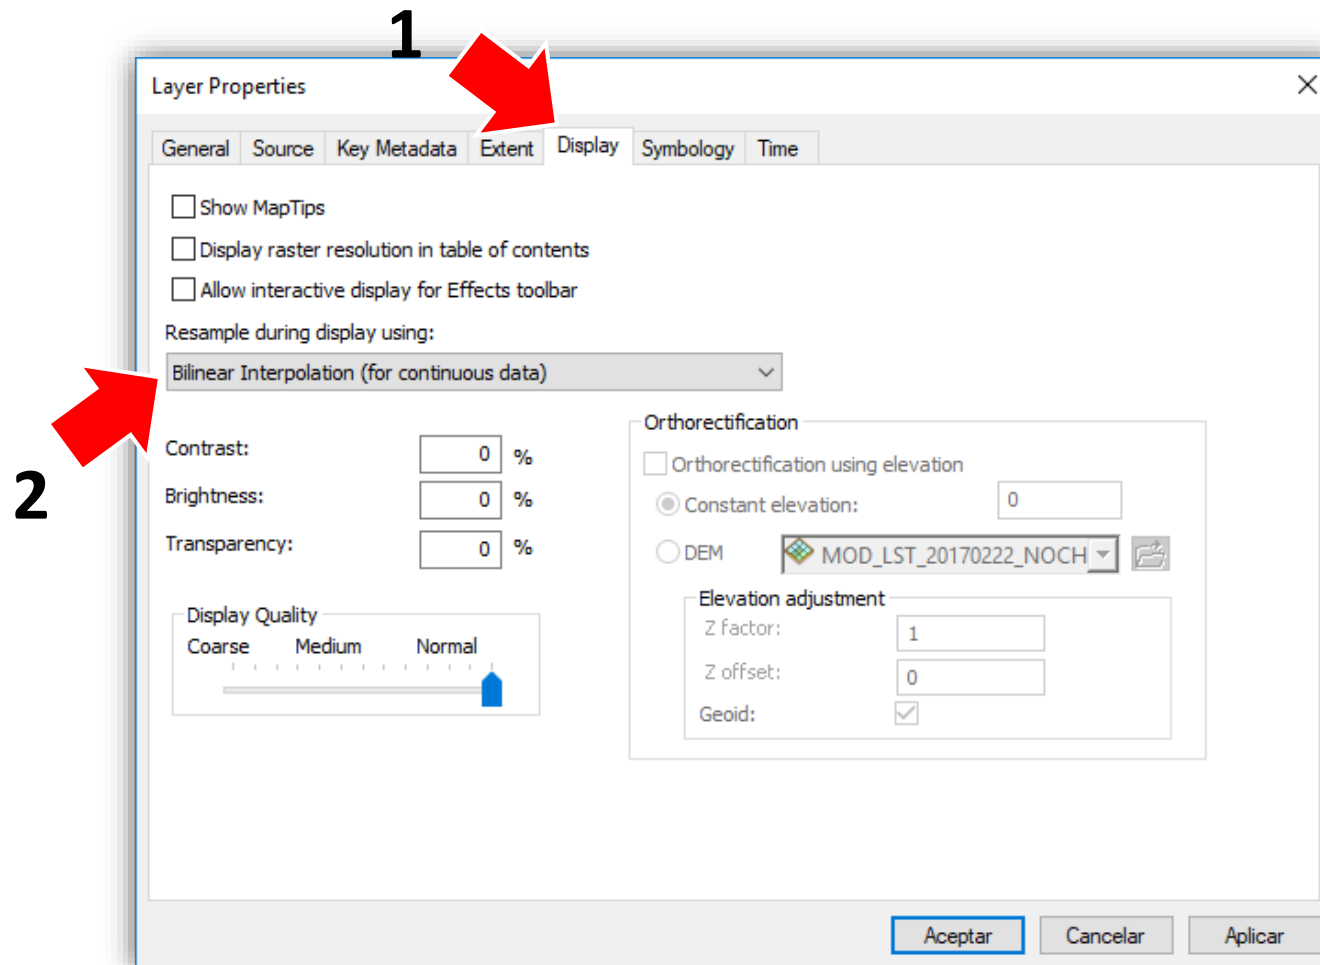 1
Layer Properties
General Source Key Metadata Extent Display Symbology Time
Show MapTips
Display raster resolution in table of contents
Allow interactive display for Effects toolbar
Resample during display using:
Bilinear Interpolation (for continuous data)
2
Contrast: 0 %
Brightness: 0 %
Transparency: 0 %
Display Quality
Coarse Medium Normal
Orthorectification
Orthorectification using elevation
Constant elevation: 0
DEM MOD_LST_20170222_NOCH
Elevation adjustment
Z factor: 1
Z offset: 0
Geoid:
Aceptar Cancelar Aplicar